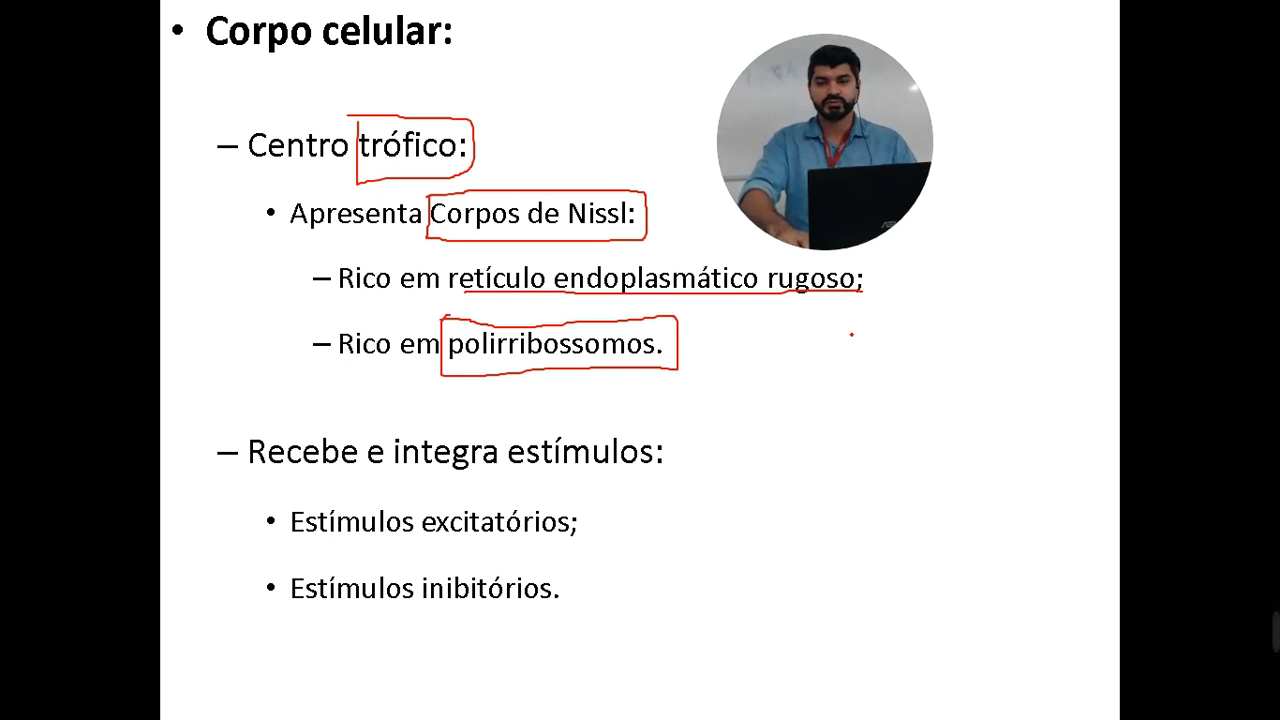 • Corpo celular:
– Centro trófico:
• Apresenta Corpos de Nissl:
– Rico em retículo endoplasmático rugoso;
– Rico em polirribossomos.
– Recebe e integra estímulos:
• Estímulos excitatórios;
• Estímulos inibitórios.